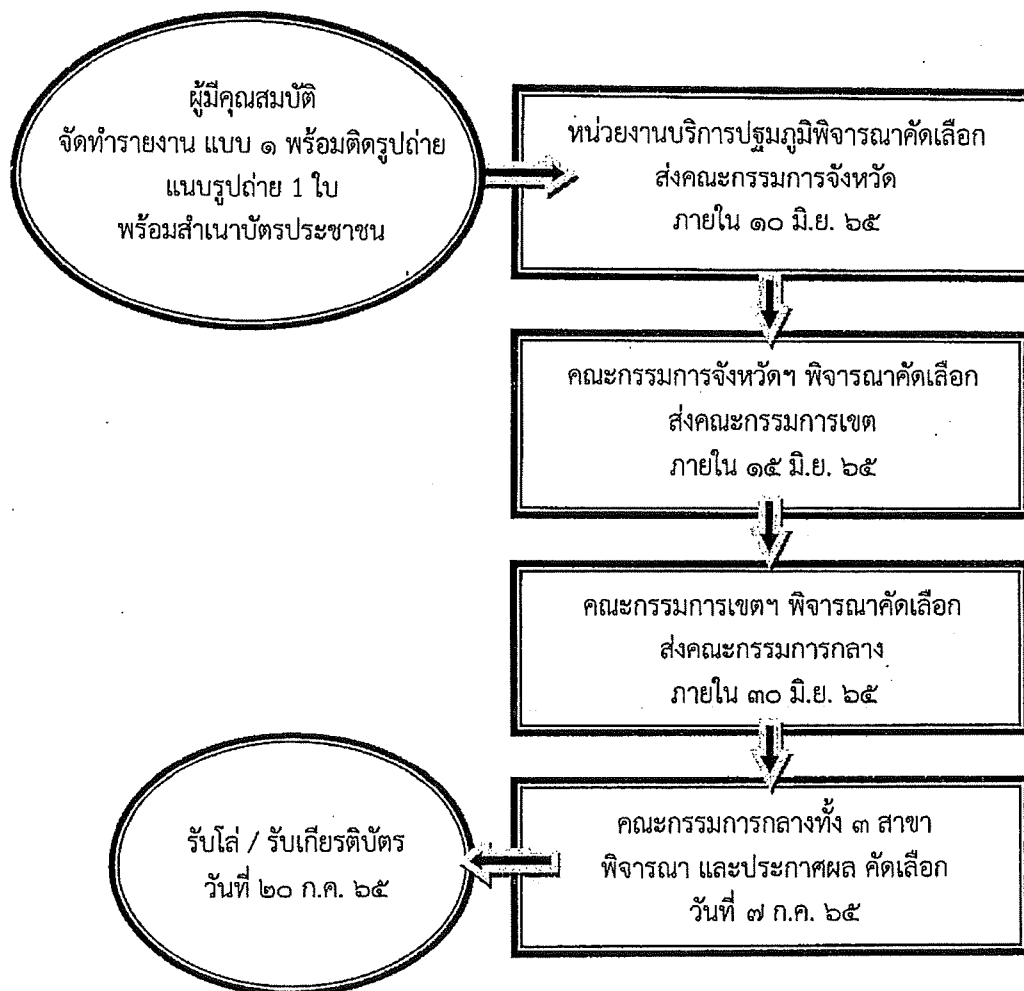 ผู้มีคุณสมบัติ
จัดทำรายงาน แบบ ๑ พร้อมติดรูปถ่าย
แนบรูปถ่าย 1 ใบ
พร้อมสำเนาบัตรประชาชน
หน่วยงานบริการปฐมภูมิพิจารณาคัดเลือก
ส่งคณะกรรมการจังหวัด
ภายใน ๑๐ มิ.ย. ๖๕
คณะกรรมการจังหวัดฯ พิจารณาคัดเลือก
ส่งคณะกรรมการเขต
ภายใน ๑๕ มิ.ย. ๖๕
คณะกรรมการเขตฯ พิจารณาคัดเลือก
ส่งคณะกรรมการกลาง
ภายใน ๓๐ มิ.ย. ๖๕
คณะกรรมการกลางทั้ง ๓ สาขา
พิจารณา และประกาศผล คัดเลือก
วันที่ ๗ ก.ค. ๖๕
รับโล่ / รับเกียรติบัตร
วันที่ ๒๐ ก.ค. ๖๕